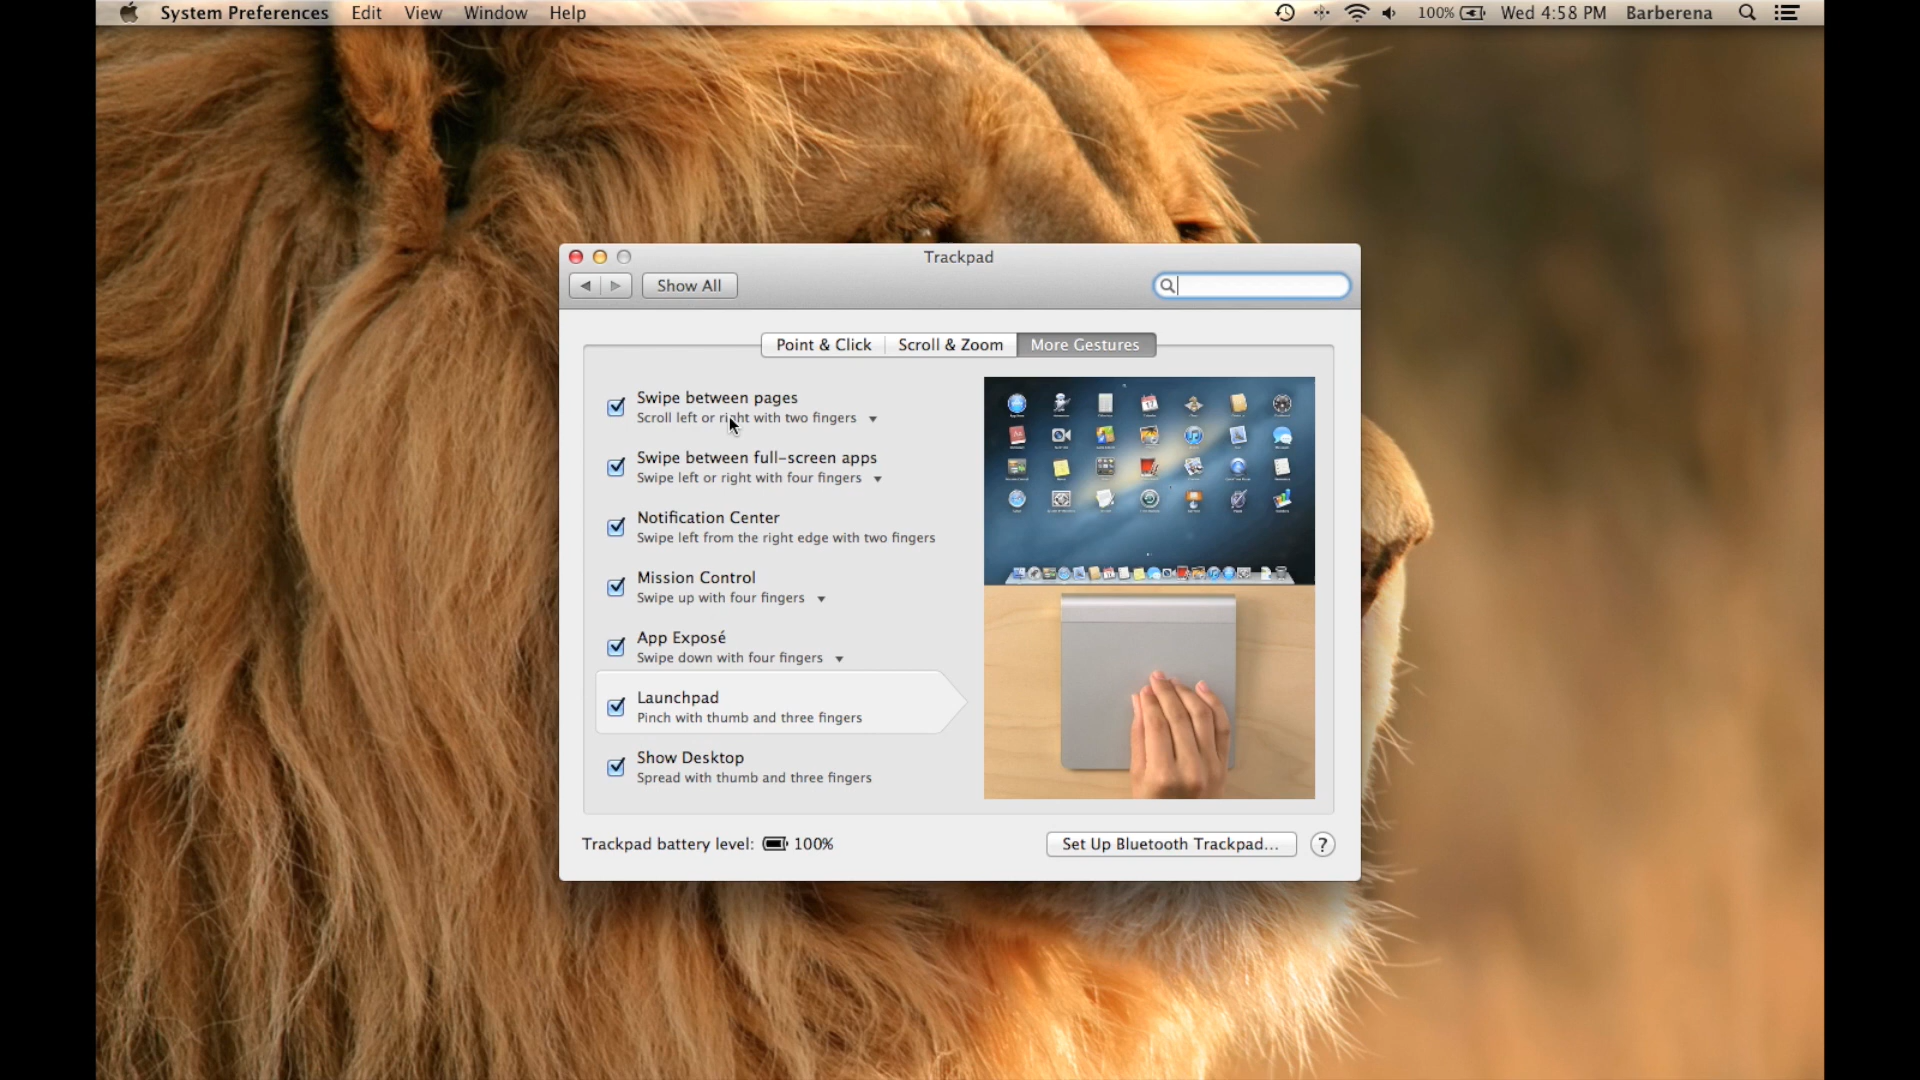 System Preferences Edit View Window Help 100% Wed 4:58 PM Barberena
Trackpad
Show All
Point & Click Scroll & Zoom More Gestures
Swipe between pages
Scroll left or right with two fingers
Swipe between full-screen apps
Swipe left or right with four fingers
Notification Center
Swipe left from the right edge with two fingers
Mission Control
Swipe up with four fingers
App Exposé
Swipe down with four fingers
Launchpad
Pinch with thumb and three fingers
Show Desktop
Spread with thumb and three fingers
Trackpad battery level: 100% Set Up Bluetooth Trackpad... ?